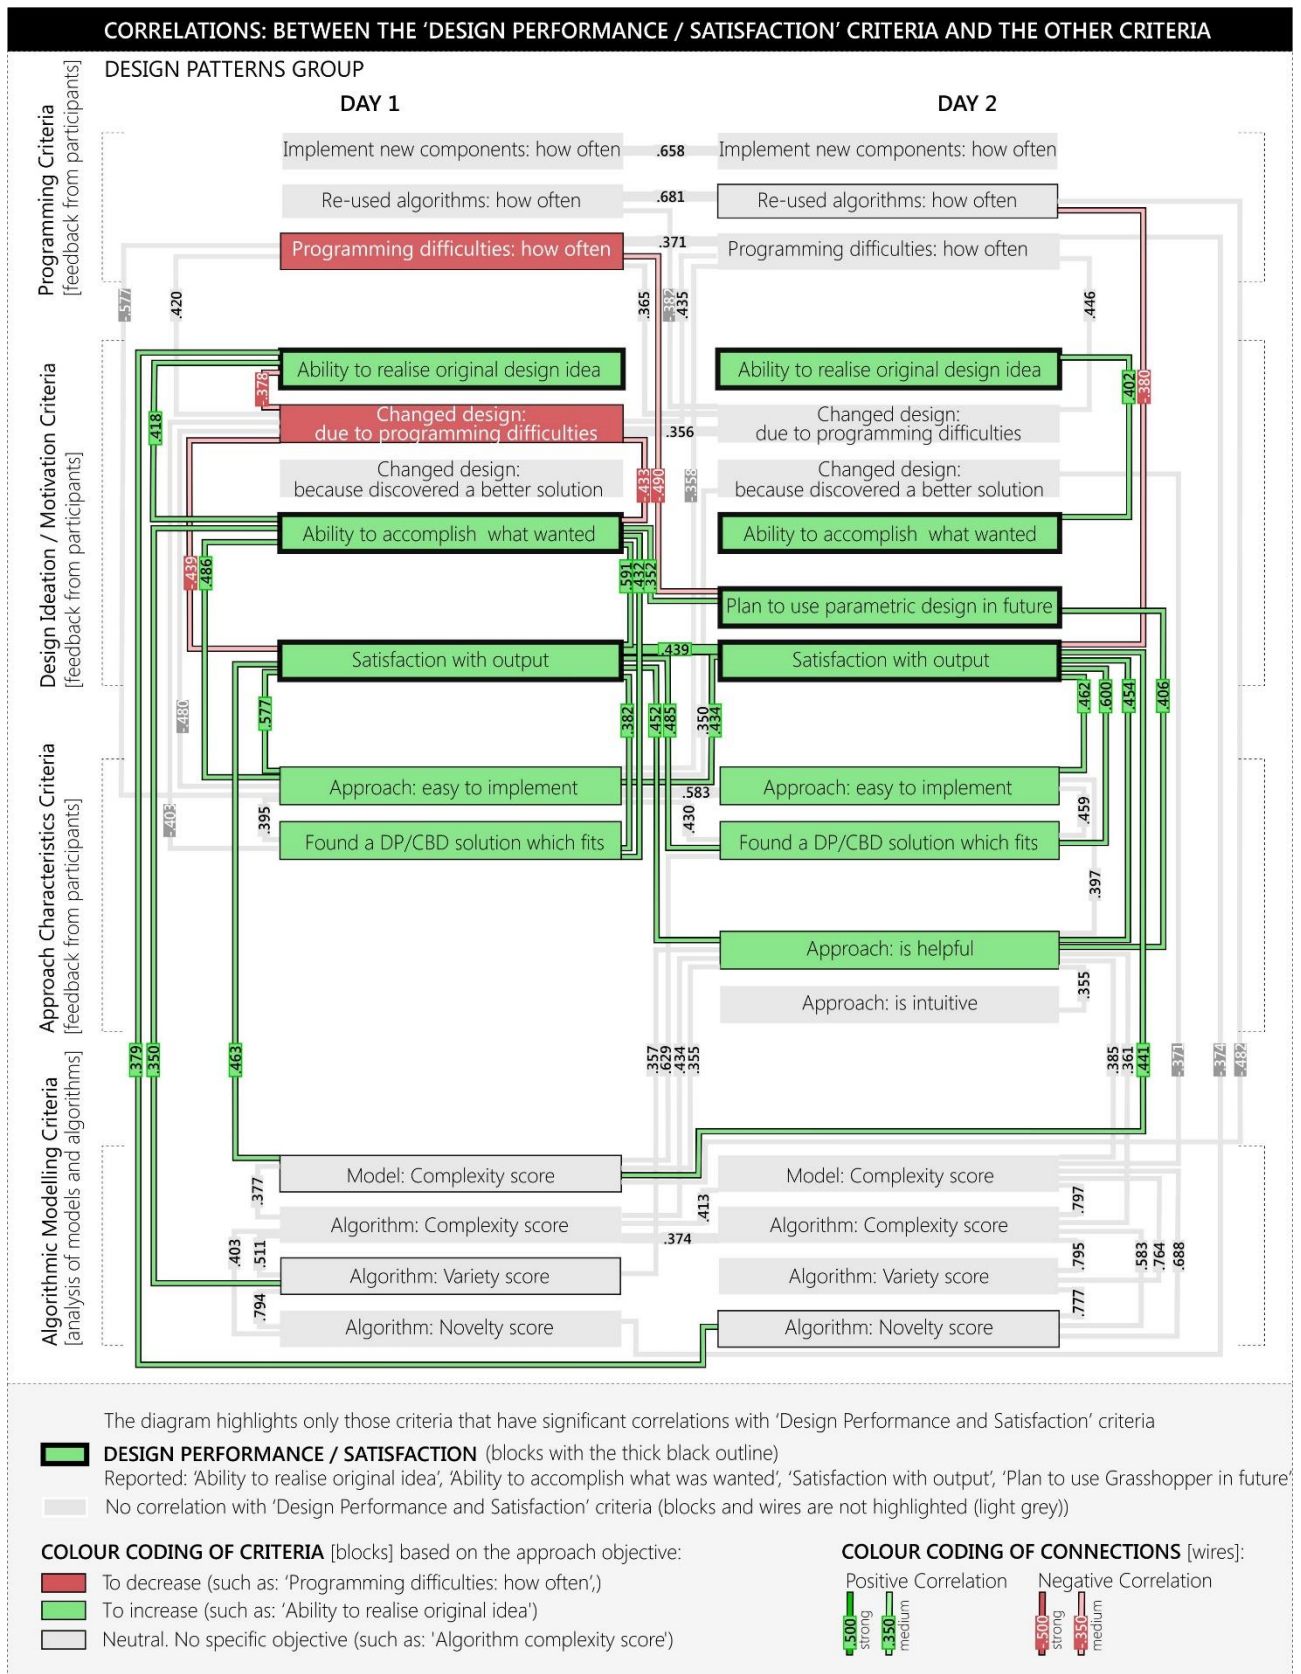 CORRELATIONS: BETWEEN THE ‘DESIGN PERFORMANCE / SATISFACTION’ CRITERIA AND THE OTHER CRITERIA
DESIGN PATTERNS GROUP
DAY 1
DAY 2
Programming Criteria
[feedback from participants]
Implement new components: how often
.658
Implement new components: how often
Re-used algorithms: how often
.681
Re-used algorithms: how often
Programming difficulties: how often
.371
Programming difficulties: how often
-.577
.420
.365
-.382
.435
.446
Design Ideation / Motivation Criteria
[feedback from participants]
Ability to realise original design idea
Ability to realise original design idea
-.378
.402
-.380
.418
Changed design:
due to programming difficulties
.356
Changed design:
due to programming difficulties
Changed design:
because discovered a better solution
-.433
-.490
-.358
Changed design:
because discovered a better solution
Ability to accomplish what wanted
Ability to accomplish what wanted
-.439
.486
.591
.432
.352
Plan to use parametric design in future
Satisfaction with output
.439
Satisfaction with output
-.480
.577
.382
.452
.485
.350
.434
.462
.600
.454
.406
Approach Characteristics Criteria
[feedback from participants]
Approach: easy to implement
.583
Approach: easy to implement
-.403
.395
.430
.459
Found a DP/CBD solution which fits
Found a DP/CBD solution which fits
.397
Approach: is helpful
.355
Approach: is intuitive
.379
.350
.463
.357
.629
.434
.355
.385
.361
.441
-.371
-.374
-.482
Algorithmic Modelling Criteria
[analysis of models and algorithms]
Model: Complexity score
Model: Complexity score
.377
.413
.797
Algorithm: Complexity score
.374
Algorithm: Complexity score
.403
.511
.795
.583
.764
.688
Algorithm: Variety score
Algorithm: Variety score
.794
.777
Algorithm: Novelty score
Algorithm: Novelty score
The diagram highlights only those criteria that have significant correlations with ‘Design Performance and Satisfaction’ criteria
DESIGN PERFORMANCE / SATISFACTION (blocks with the thick black outline)
Reported: ‘Ability to realise original idea’, ‘Ability to accomplish what was wanted’, ‘Satisfaction with output’, ‘Plan to use Grasshopper in future’
No correlation with ‘Design Performance and Satisfaction’ criteria (blocks and wires are not highlighted (light grey))
COLOUR CODING OF CRITERIA [blocks] based on the approach objective:
To decrease (such as: ‘Programming difficulties: how often’,)
To increase (such as: ‘Ability to realise original idea’)
Neutral. No specific objective (such as: 'Algorithm complexity score')
COLOUR CODING OF CONNECTIONS [wires]:
Positive Correlation
Negative Correlation
.500
strong
.350
medium
-.500
strong
-.350
medium